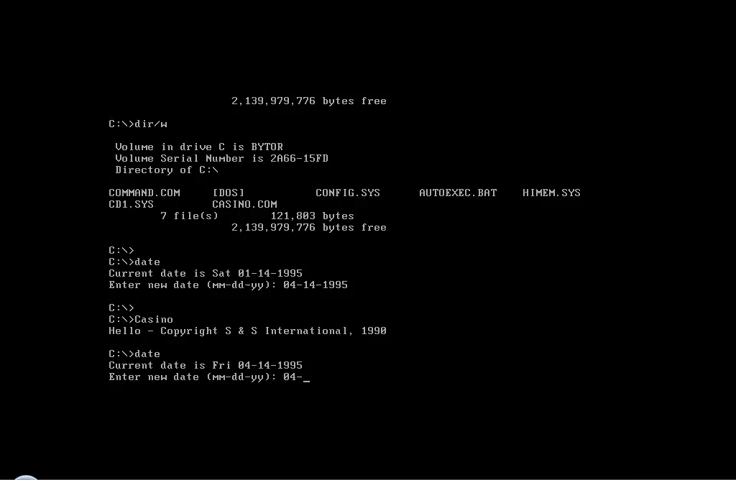 2,139,979,776 bytes free
C:\>dir/w
Volume in drive C is BYTOR
Volume Serial Number is 2A66-15FD
Directory of C:\
COMMAND.COM [DOS] CONFIG.SYS AUTOEXEC.BAT HIMEM.SYS
CD1.SYS CASINO.COM
7 file(s) 121,803 bytes
2,139,979,776 bytes free
C:\>
C:\>date
Current date is Sat 01-14-1995
Enter new date (mm-dd-yy): 04-14-1995
C:\>
C:\>Casino
Hello - Copyright S & S International, 1990
C:\>date
Current date is Fri 04-14-1995
Enter new date (mm-dd-yy): 04-_